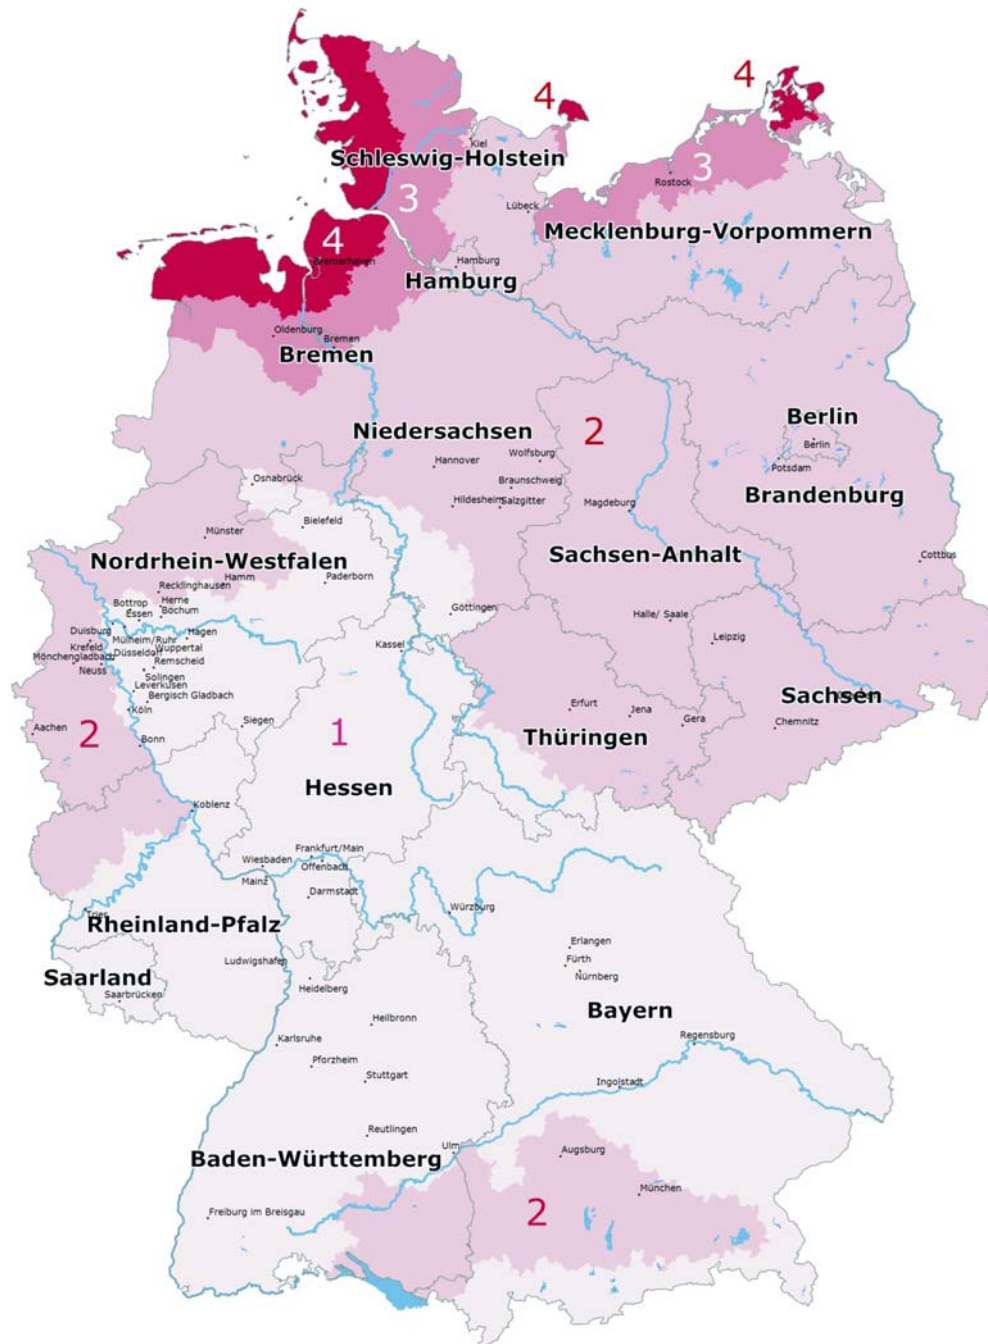 4
4
Kiel
Schleswig-Holstein
3
3
Rostock
Lübeck
Mecklenburg-Vorpommern
4
Bremerhaven
Hamburg
Hamburg
Oldenburg
Bremen
Bremen
Niedersachsen
2
Berlin
Berlin
Hannover
Wolfsburg
Potsdam
Osnabrück
Braunschweig
Brandenburg
Hildesheim
Salzgitter
Magdeburg
Bielefeld
Münster
Sachsen-Anhalt
Nordrhein-Westfalen
Cottbus
Hamm
Paderborn
Recklinghausen
Bottrop
Herne
Essen
Bochum
Göttingen
Halle/ Saale
Duisburg
Mülheim/Ruhr
Hagen
Leipzig
Krefeld
Wuppertal
Kassel
Düsseldorf
Mönchengladbach
Remscheid
Neuss
Solingen
Leverkusen
Bergisch Gladbach
Sachsen
Köln
Erfurt
Jena
Gera
Chemnitz
Siegen
Aachen
2
1
Thüringen
Bonn
Hessen
Koblenz
Frankfurt/Main
Wiesbaden
Offenbach
Mainz
Darmstadt
Trier
Würzburg
Rheinland-Pfalz
Erlangen
Ludwigshafen
Fürth
Saarland
Nürnberg
Heidelberg
Saarbrücken
Bayern
Heilbronn
Karlsruhe
Regensburg
Pforzheim
Stuttgart
Ingolstadt
Reutlingen
Ulm
Augsburg
Baden-Württemberg
München
Freiburg im Breisgau
2